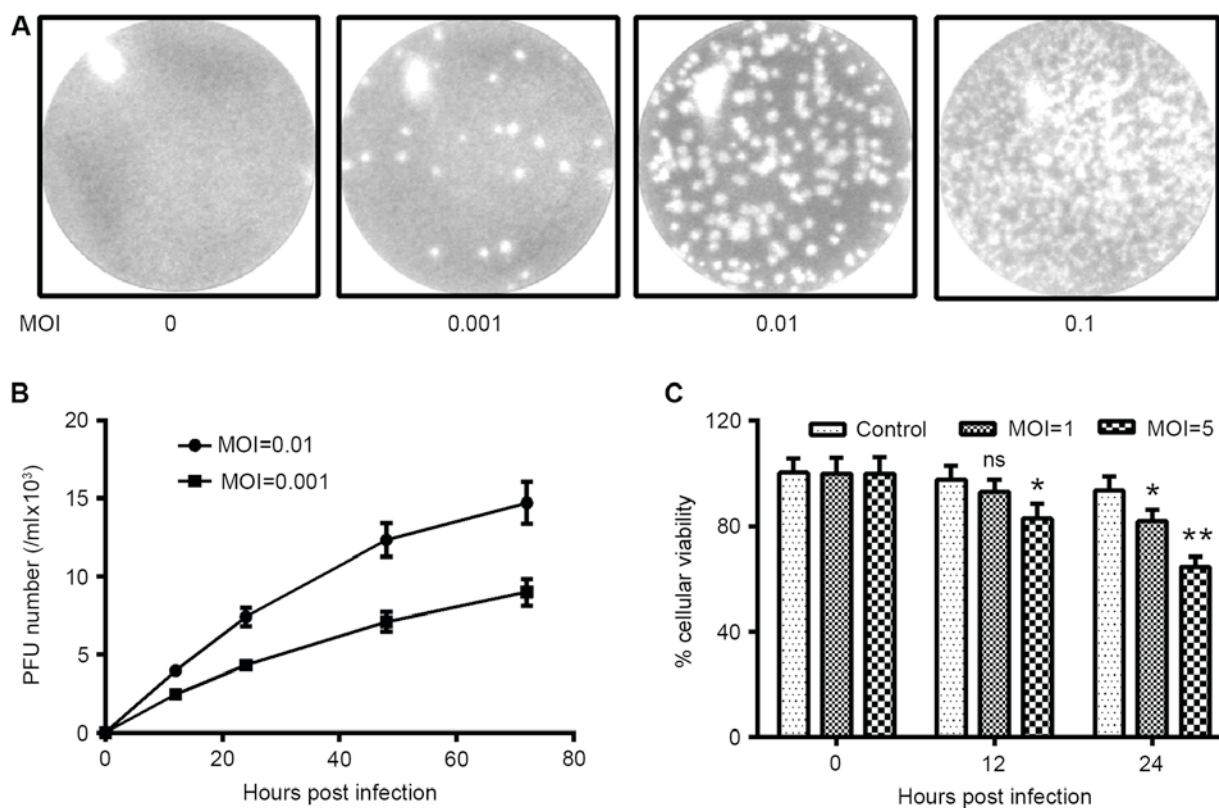 A
MOI 0 0.001 0.01 0.1
B
20
15
10
5
0
PFU number (/mlx10³)
MOI=0.01
MOI=0.001
0 20 40 60 80
Hours post infection
C
120
80
40
0
% cellular viability
Control MOI=1 MOI=5
ns
*
*
**
0 12 24
Hours post infection